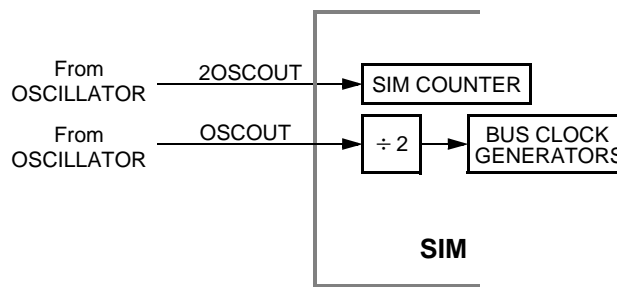 From
OSCILLATOR
2OSCOUT
SIM COUNTER
From
OSCILLATOR
OSCOUT
÷ 2
BUS CLOCK
GENERATORS
SIM